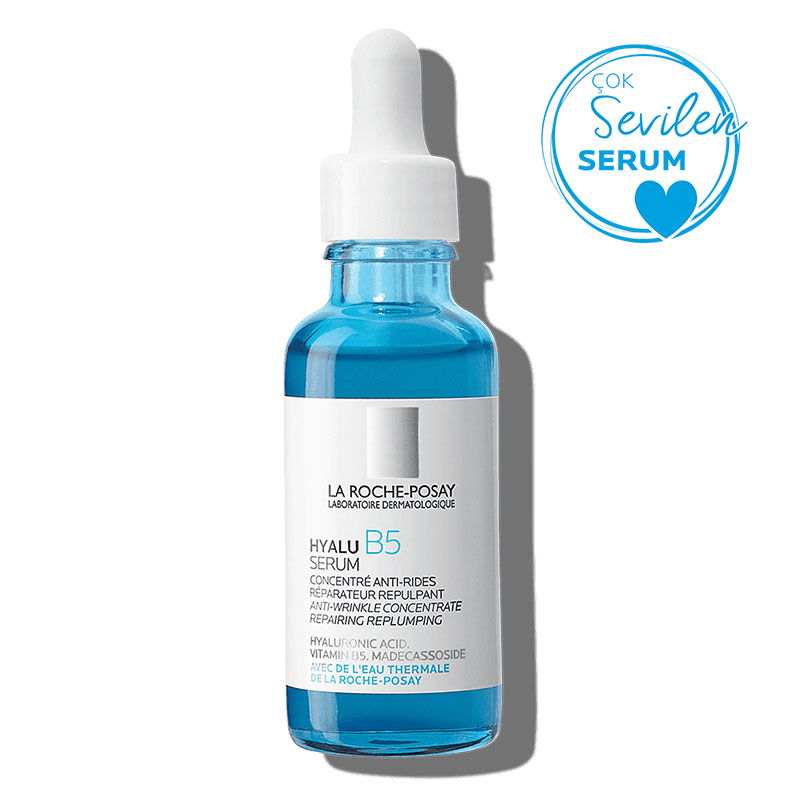 ÇOK
Sevilen
SERUM
LA ROCHE-POSAY
LABORATOIRE DERMATOLOGIQUE
HYALU B5
SERUM
CONCENTRÉ ANTI-RIDES
RÉPARATEUR REPULPANT
ANTI-WRINKLE CONCENTRATE
REPAIRING REPLUMPING
HYALURONIC ACID.
VITAMIN B5. MADECASSOSIDE
AVEC DE L'EAU THERMALE
DE LA ROCHE-POSAY